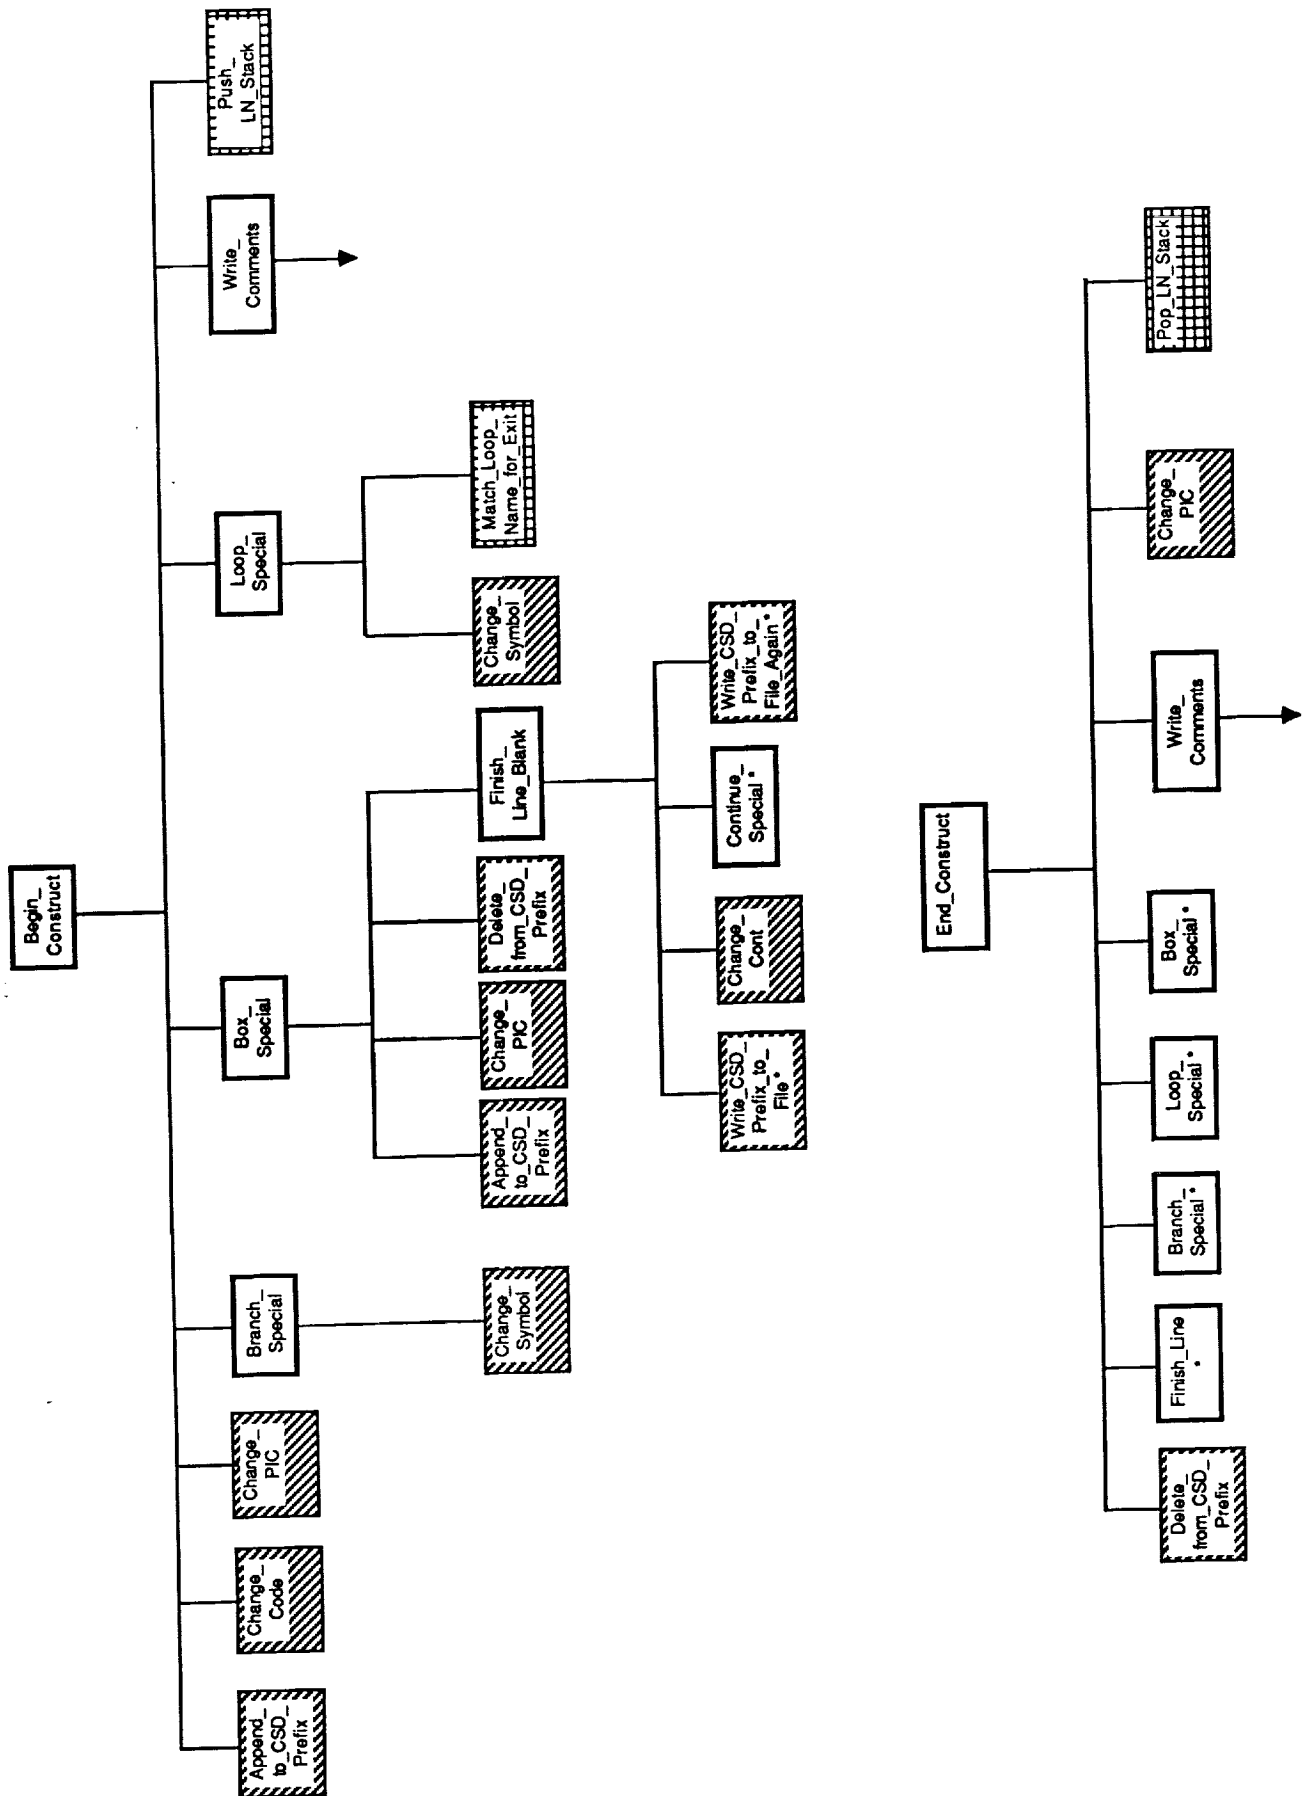 Begin_
Construct
Append_
to_CSD_
Prefix
Change_
Code
Change_
PIC
Branch_
Special
Box_
Special
Loop_
Special
Write_
Comments
Push_
LN_Stack
Change_
Symbol
Append_
to_CSD_
Prefix
Change_
PIC
Delete_
from_CSD_
Prefix
Finish_
Line_Blank
Change_
Symbol
Match_Loop_
Name_for_Exit
Write_CSD_
Prefix_to_
File*
Change_
Cont
Continue_
Special*
Write_CSD_
Prefix_to_
File_Again*
End_Construct
Delete_
from_CSD_
Prefix
Finish_Line
*
Branch_
Special*
Loop_
Special*
Box_
Special*
Write_
Comments
Change_
PIC
Pop_LN_Stack